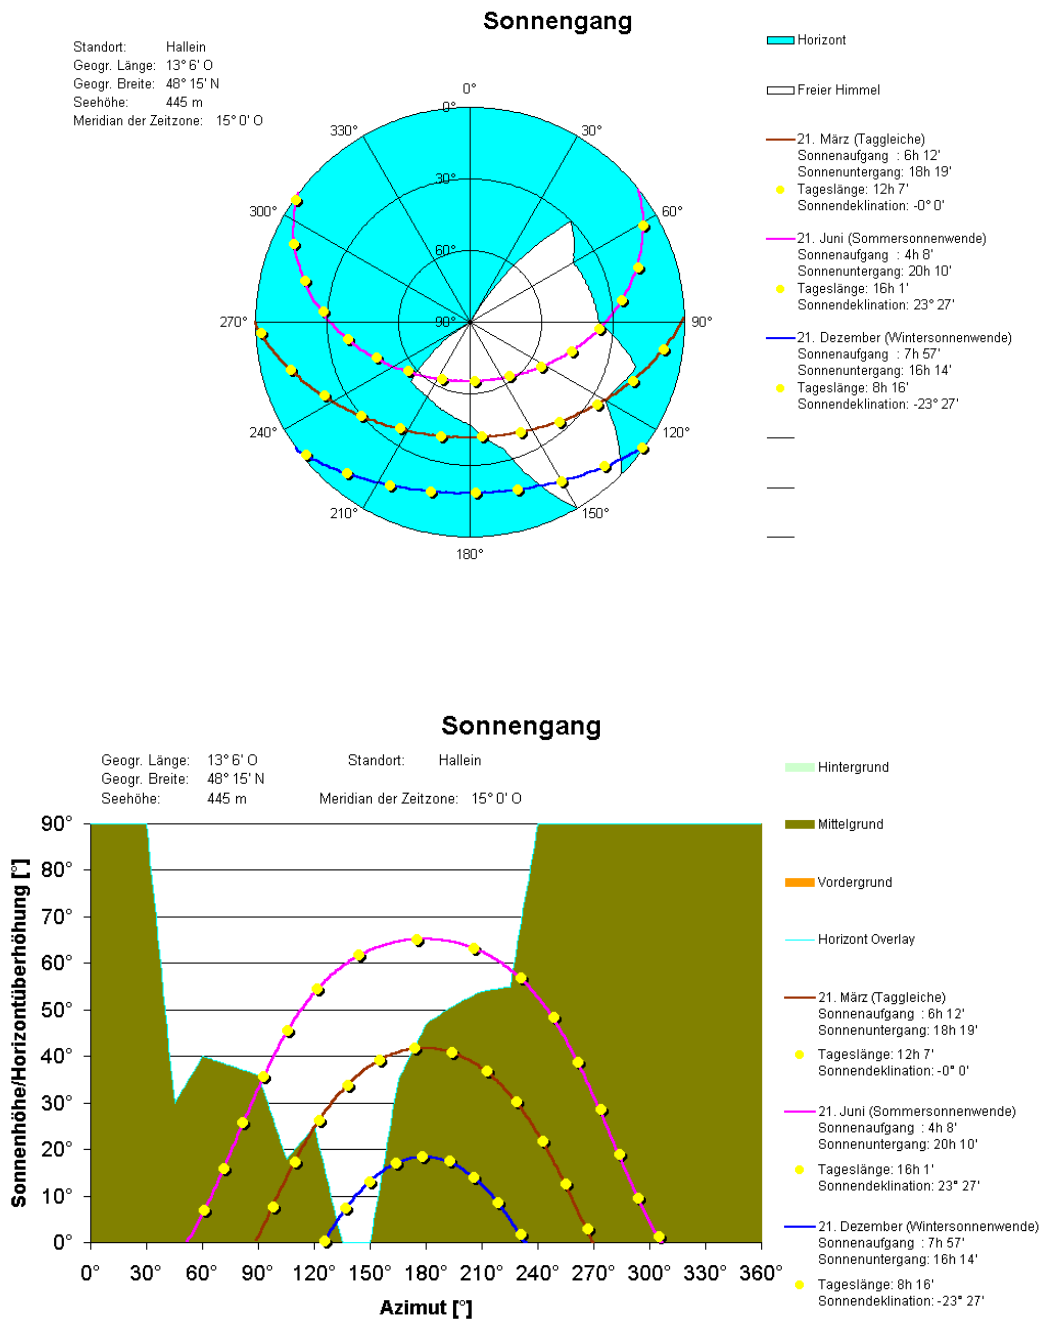 Sonnengang
Standort: Hallein
Geogr. Länge: 13° 6' O
Geogr. Breite: 48° 15' N
Seehöhe: 445 m
Meridian der Zeitzone: 15° 0' O
0°
30°
60°
90°
120°
150°
180°
210°
240°
270°
300°
330°
0°
30°
60°
90°
Horizont
Freier Himmel
21. März (Taggleiche)
Sonnenaufgang : 6h 12'
Sonnenuntergang: 18h 19'
Tageslänge: 12h 7'
Sonnendeklination: -0° 0'
21. Juni (Sommersonnenwende)
Sonnenaufgang : 4h 8'
Sonnenuntergang: 20h 10'
Tageslänge: 16h 1'
Sonnendeklination: 23° 27'
21. Dezember (Wintersonnenwende)
Sonnenaufgang : 7h 57'
Sonnenuntergang: 16h 14'
Tageslänge: 8h 16'
Sonnendeklination: -23° 27'
Sonnengang
Geogr. Länge: 13° 6' O
Standort: Hallein
Geogr. Breite: 48° 15' N
Seehöhe: 445 m
Meridian der Zeitzone: 15° 0' O
Sonnenhöhe/Horizontüberhöhung [°]
90°
80°
70°
60°
50°
40°
30°
20°
10°
0°
0° 30° 60° 90° 120° 150° 180° 210° 240° 270° 300° 330° 360°
Azimut [°]
Hintergrund
Mittelgrund
Vordergrund
Horizont Overlay
21. März (Taggleiche)
Sonnenaufgang : 6h 12'
Sonnenuntergang: 18h 19'
Tageslänge: 12h 7'
Sonnendeklination: -0° 0'
21. Juni (Sommersonnenwende)
Sonnenaufgang : 4h 8'
Sonnenuntergang: 20h 10'
Tageslänge: 16h 1'
Sonnendeklination: 23° 27'
21. Dezember (Wintersonnenwende)
Sonnenaufgang : 7h 57'
Sonnenuntergang: 16h 14'
Tageslänge: 8h 16'
Sonnendeklination: -23° 27'